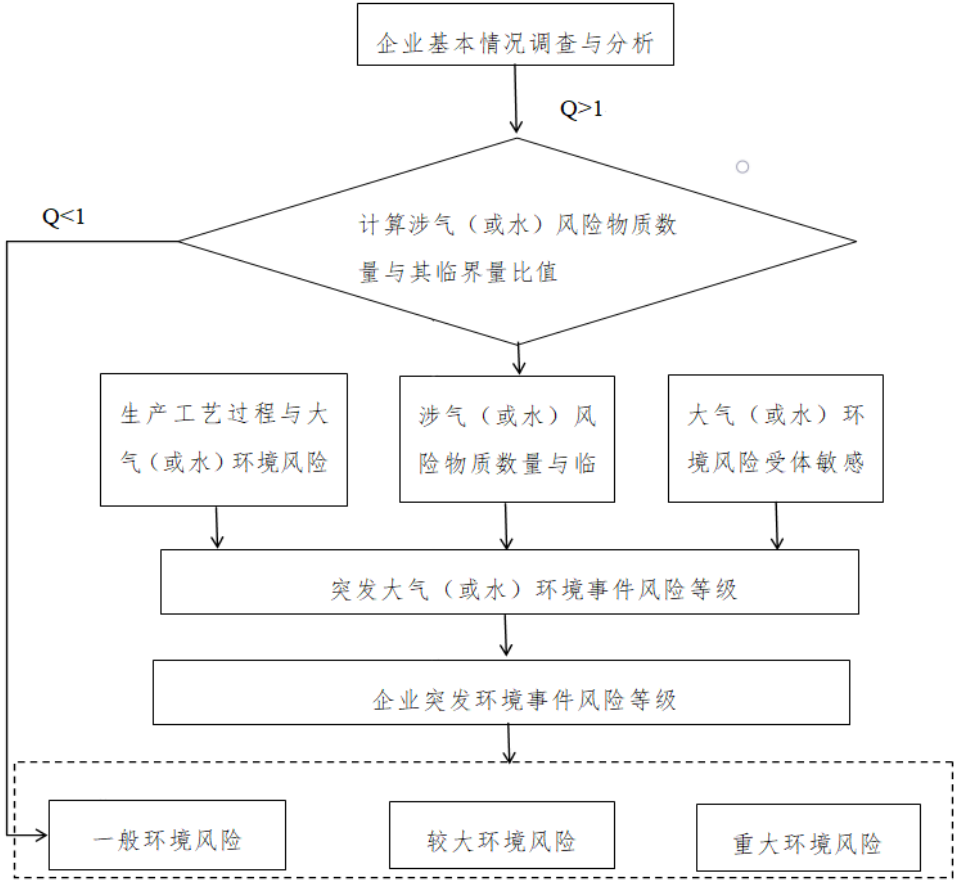 企业基本情况调查与分析
Q>1
Q<1
计算涉气（或水）风险物质数
量与其临界量比值
生产工艺过程与大
气（或水）环境风险
涉气（或水）风
险物质数量与临
大气（或水）环
境风险受体敏感
突发大气（或水）环境事件风险等级
企业突发环境事件风险等级
一般环境风险
较大环境风险
重大环境风险